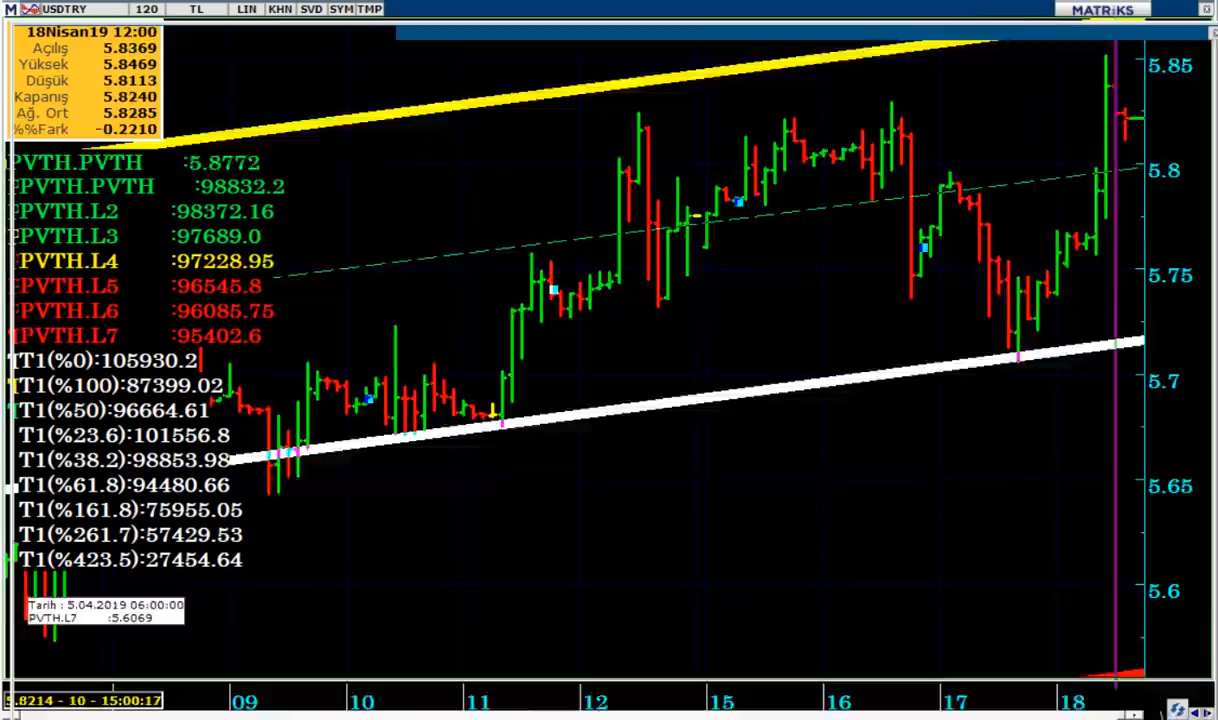 M USDTRY 120 TL LIN KHN SVD SYM TMP MATRiKS
18Nisan19 12:00
Açılış 5.8369
Yüksek 5.8469
Düşük 5.8113
Kapanış 5.8240
Ağ. Ort 5.8285
%%Fark -0.2210
PVTH.PVTH :5.8772
PVTH.PVTH :98832.2
PVTH.L2 :98372.16
PVTH.L3 :97689.0
PVTH.L4 :97228.95
PVTH.L5 :96545.8
PVTH.L6 :96085.75
PVTH.L7 :95402.6
T1(%0):105930.2
T1(%100):87399.02
T1(%50):96664.61
T1(%23.6):101556.8
T1(%38.2):98853.98
T1(%61.8):94480.66
T1(%161.8):75955.05
T1(%261.7):57429.53
T1(%423.5):27454.64
Tarih : 5.04.2019 06:00:00
PVTH.L7 :5.6069
5.85
5.8
5.75
5.7
5.65
5.6
5.8214 - 10 - 15:00:17
09 10 11 12 15 16 17 18